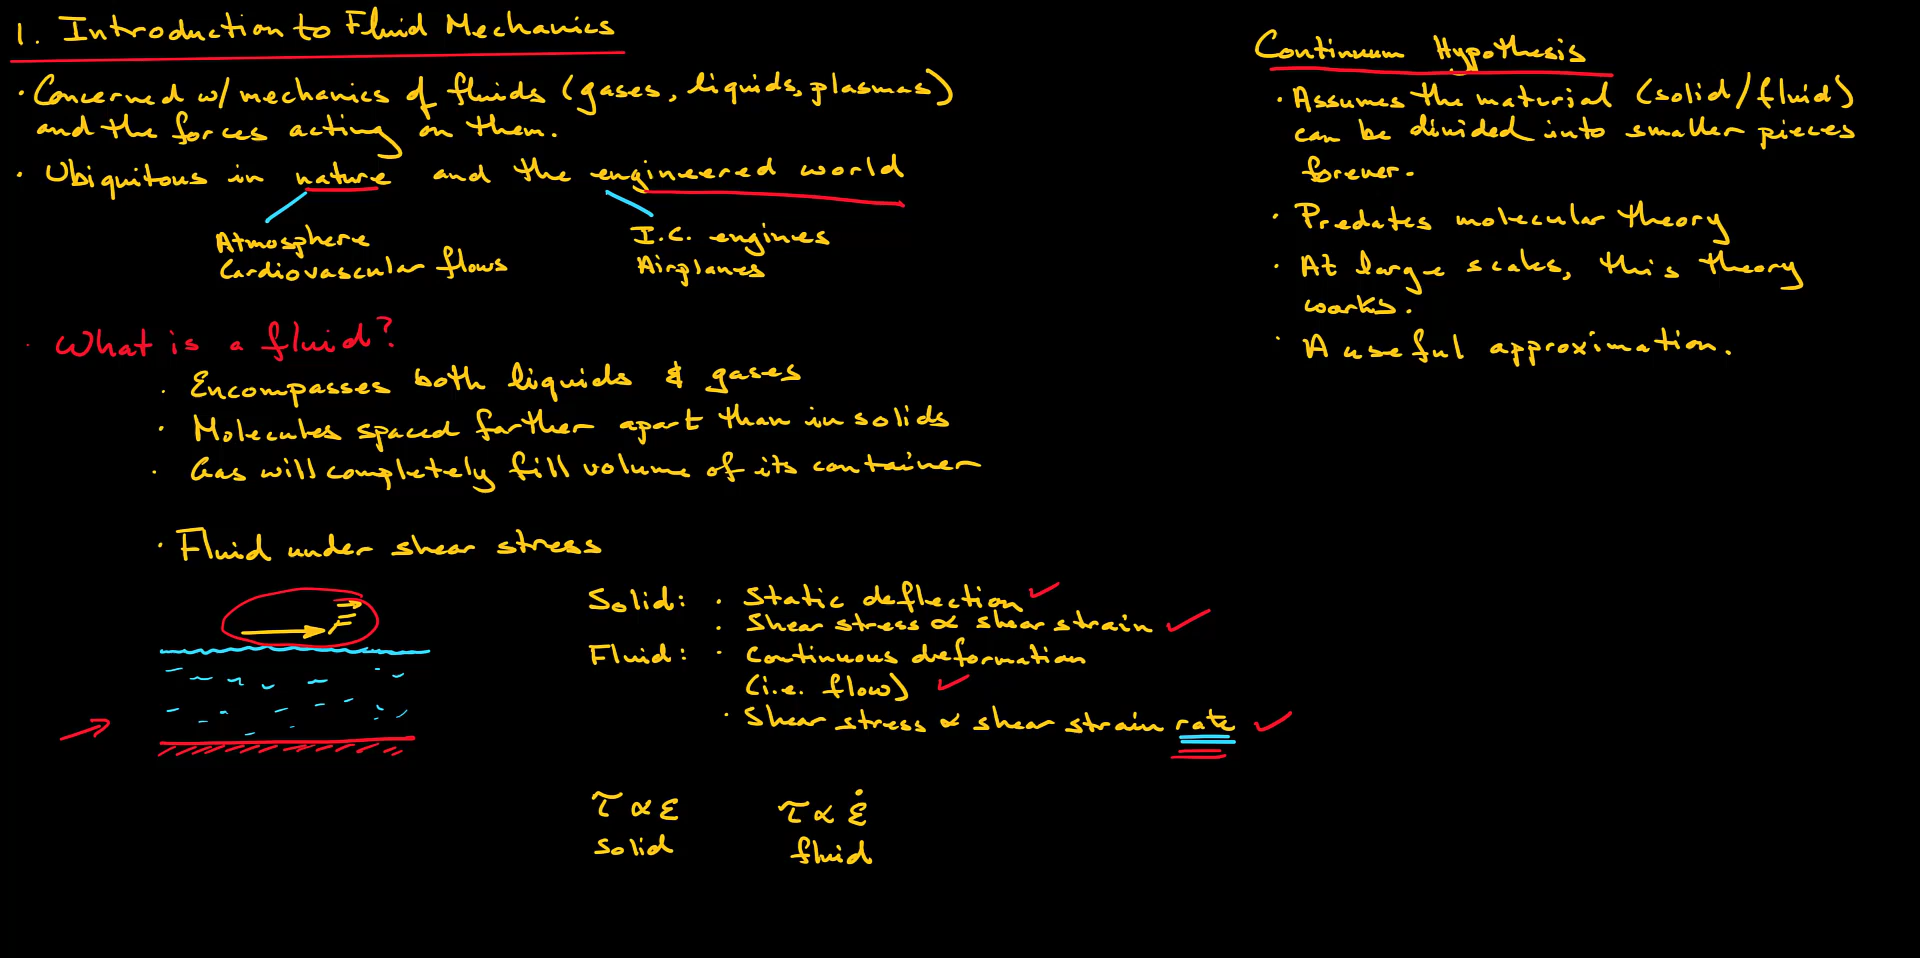 1. Introduction to Fluid Mechanics
· Concerned w/ mechanics of fluids (gases, liquids, plasmas)
and the forces acting on them.
· Ubiquitous in nature and the engineered world
Atmosphere
Cardiovascular flows
I.C. engines
Airplanes
· What is a fluid?
· Encompasses both liquids & gases
· Molecules spaced farther apart than in solids
· Gas will completely fill volume of its container
· Fluid under shear stress
Solid: · Static deflection ✓
· Shear stress ∝ shear strain ✓
Fluid: · Continuous deformation
(i.e. flow) ✓
· Shear stress ∝ shear strain rate ✓
τ ∝ ε
solid
τ ∝ ε̇
fluid
Continuum Hypothesis
· Assumes the material (solid/fluid)
can be divided into smaller pieces
forever.
· Predates molecular theory
· At large scales, this theory
works.
· A useful approximation.